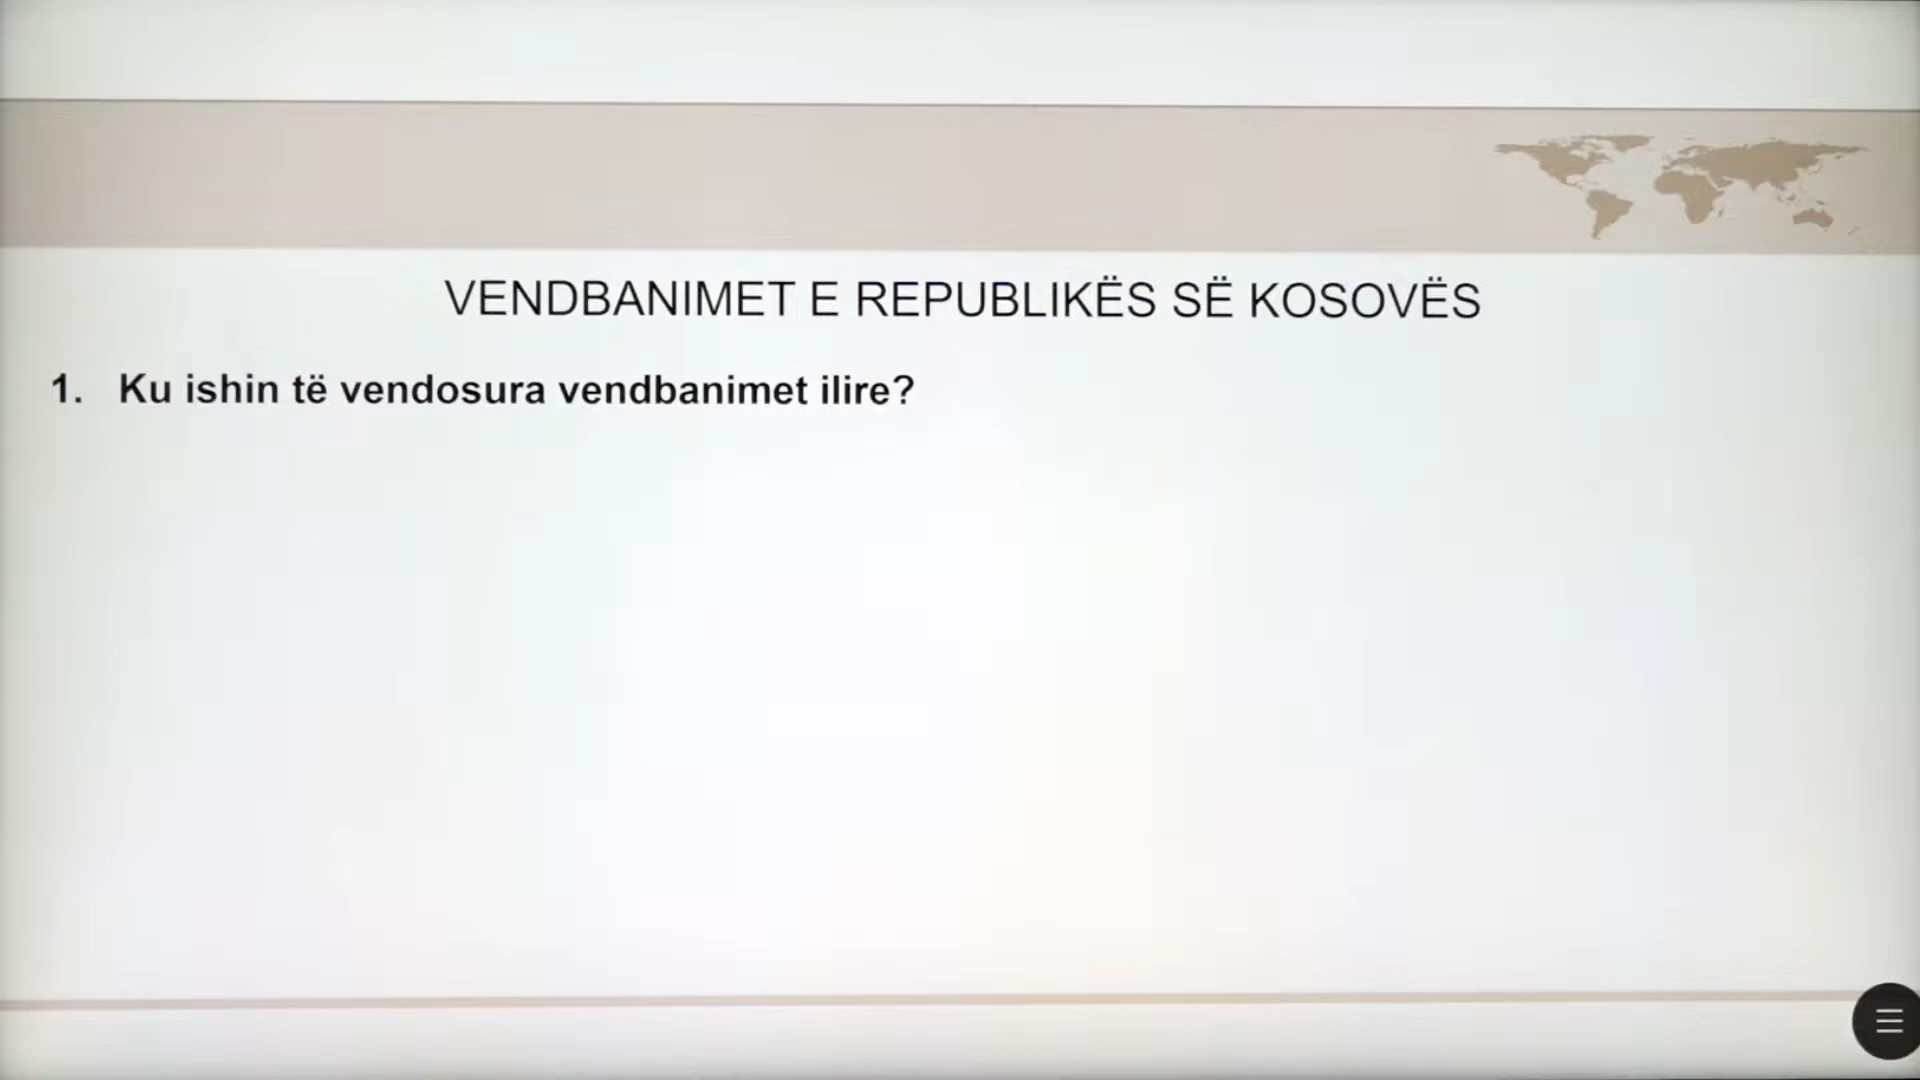 VENDBANIMET E REPUBLIKËS SË KOSOVËS
1. Ku ishin të vendosura vendbanimet ilire?